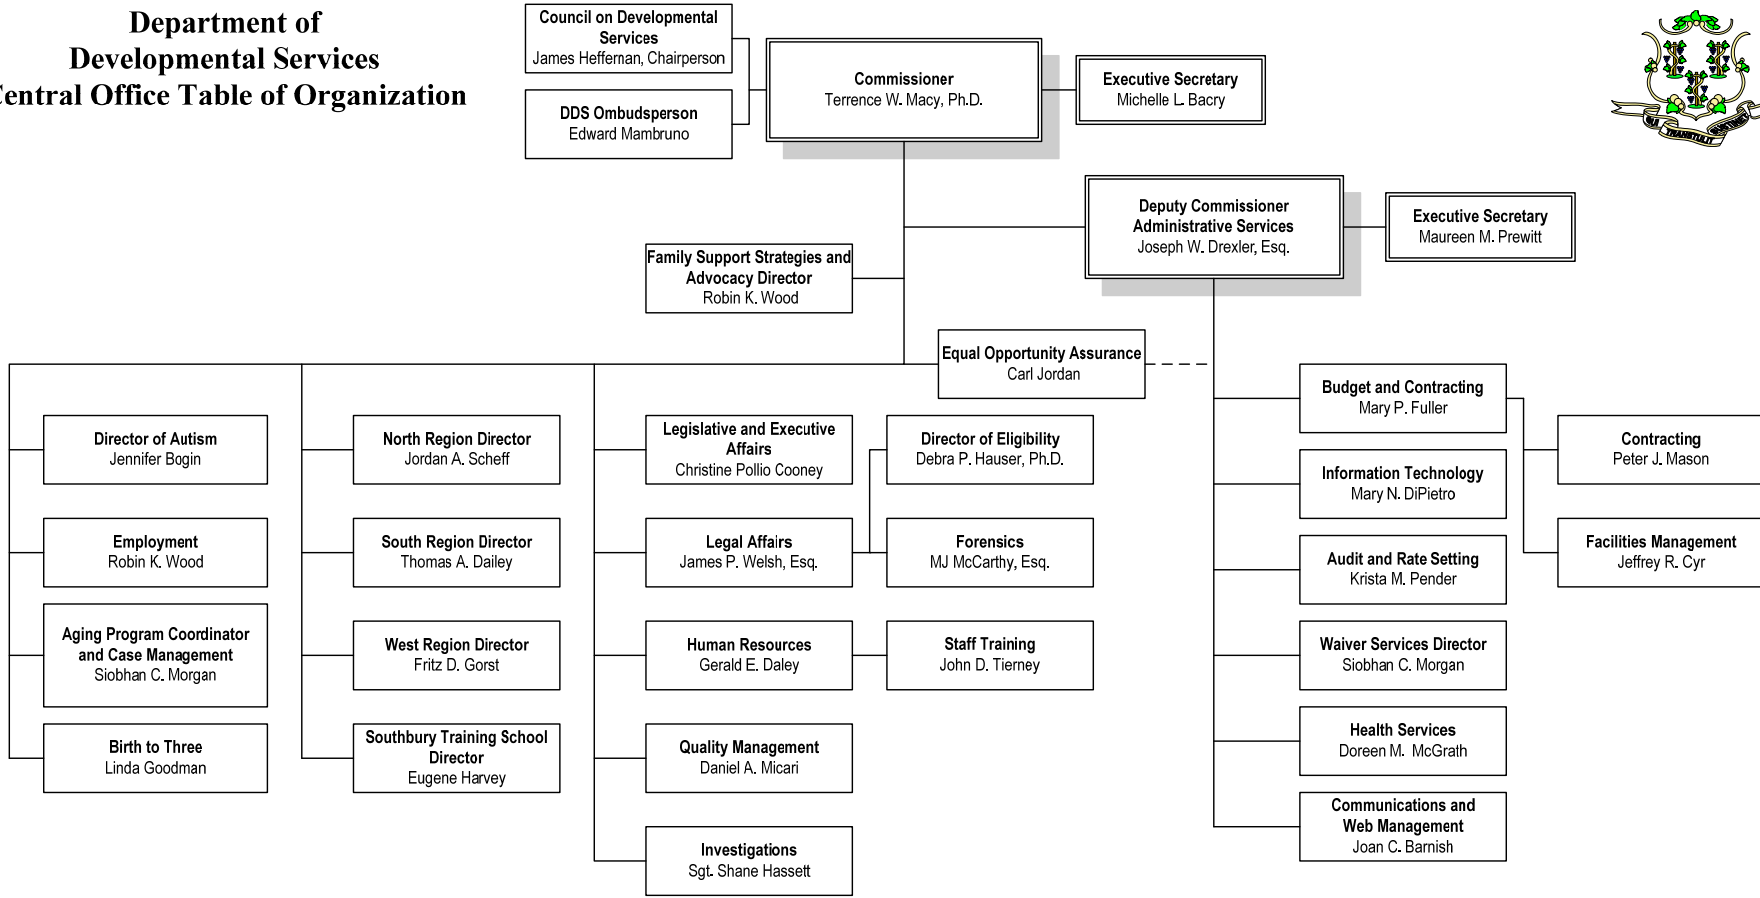 Department of
Developmental Services
Central Office Table of Organization
Council on Developmental
Services
James Heffernan, Chairperson
DDS Ombudsperson
Edward Mambruno
Commissioner
Terrence W. Macy, Ph.D.
Executive Secretary
Michelle L. Bacry
QUI
TRANSTULIT
SUSTINET
Deputy Commissioner
Administrative Services
Joseph W. Drexler, Esq.
Executive Secretary
Maureen M. Prewitt
Family Support Strategies and
Advocacy Director
Robin K. Wood
Equal Opportunity Assurance
Carl Jordan
Director of Autism
Jennifer Bogin
Employment
Robin K. Wood
Aging Program Coordinator
and Case Management
Siobhan C. Morgan
Birth to Three
Linda Goodman
North Region Director
Jordan A. Scheff
South Region Director
Thomas A. Dailey
West Region Director
Fritz D. Gorst
Southbury Training School
Director
Eugene Harvey
Legislative and Executive
Affairs
Christine Pollio Cooney
Legal Affairs
James P. Welsh, Esq.
Human Resources
Gerald E. Daley
Quality Management
Daniel A. Micari
Investigations
Sgt. Shane Hassett
Director of Eligibility
Debra P. Hauser, Ph.D.
Forensics
MJ McCarthy, Esq.
Staff Training
John D. Tierney
Budget and Contracting
Mary P. Fuller
Information Technology
Mary N. DiPietro
Audit and Rate Setting
Krista M. Pender
Waiver Services Director
Siobhan C. Morgan
Health Services
Doreen M. McGrath
Communications and
Web Management
Joan C. Barnish
Contracting
Peter J. Mason
Facilities Management
Jeffrey R. Cyr